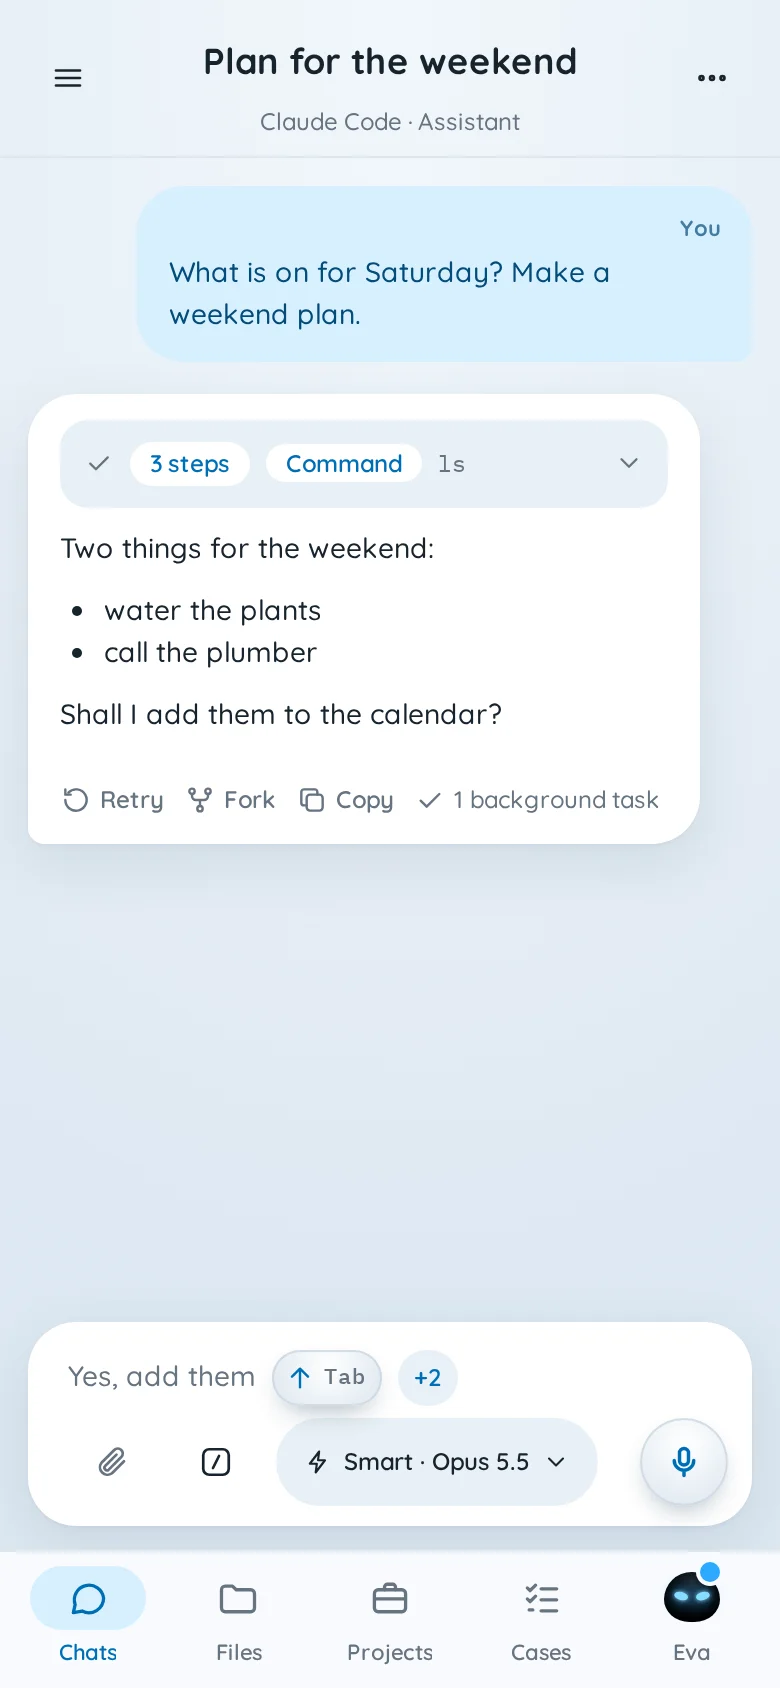 Plan for the weekend
Claude Code · Assistant
You
What is on for Saturday? Make a
weekend plan.
3 steps Command ls
Two things for the weekend:
• water the plants
• call the plumber
Shall I add them to the calendar?
Retry Fork Copy 1 background task
Yes, add them Tab +2
Smart · Opus 5.5
Chats Files Projects Cases Eva